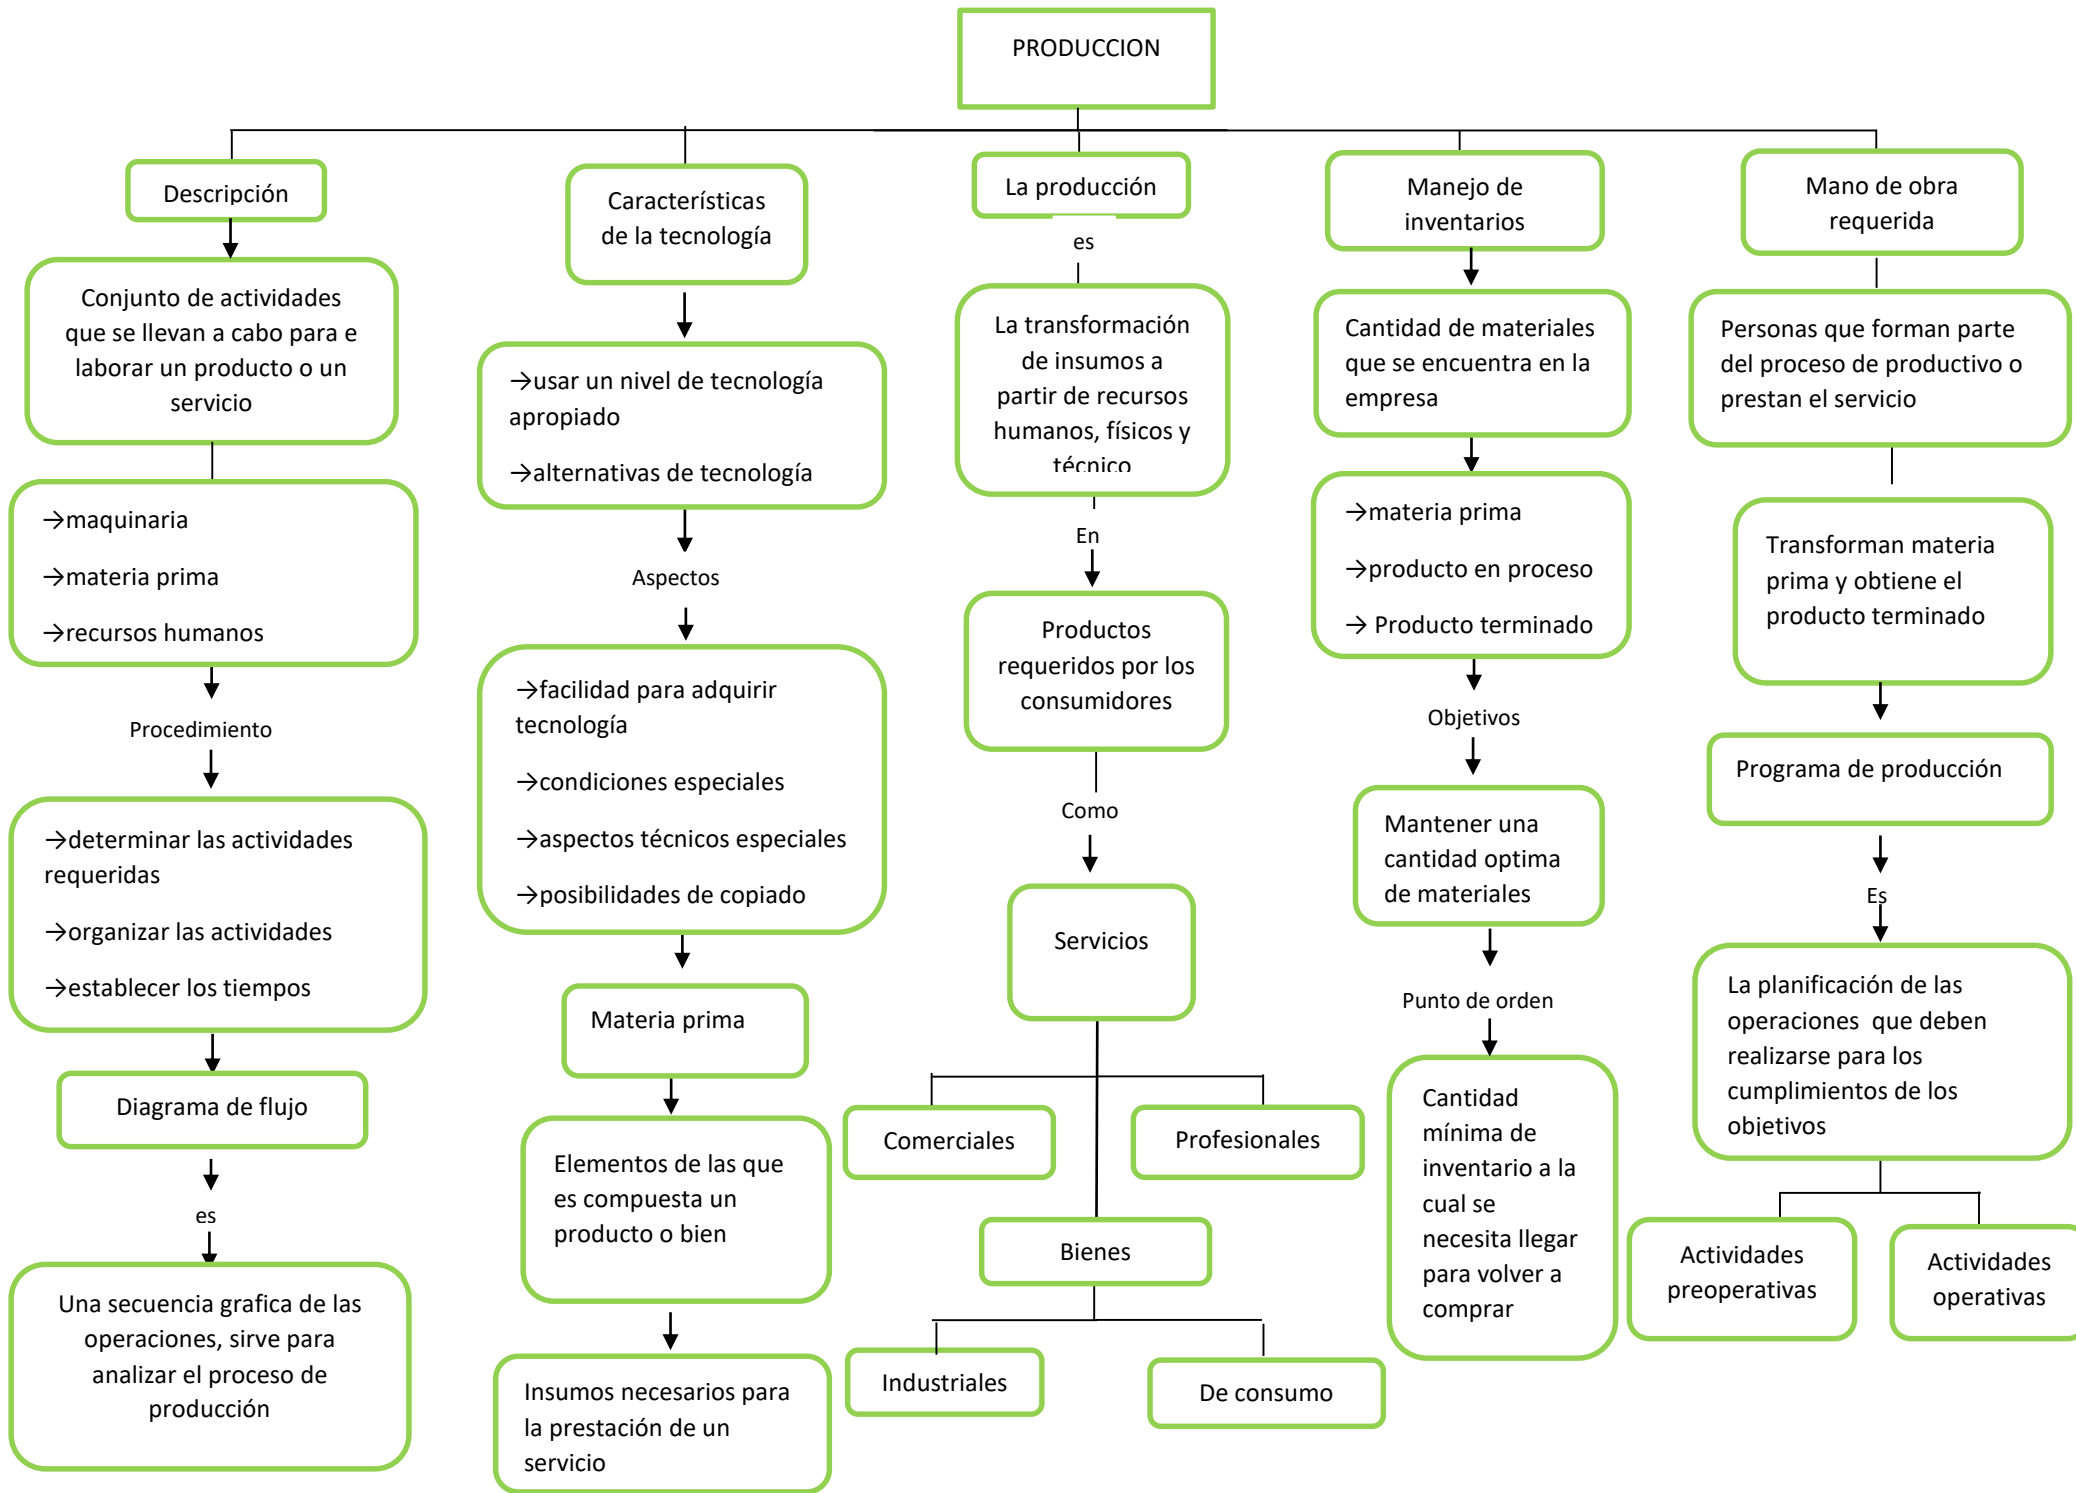 PRODUCCION
Descripción
Conjunto de actividades
que se llevan a cabo para e
laborar un producto o un
servicio
→maquinaria
→materia prima
→recursos humanos
Procedimiento
→determinar las actividades
requeridas
→organizar las actividades
→establecer los tiempos
Diagrama de flujo
es
Una secuencia grafica de las
operaciones, sirve para
analizar el proceso de
producción
Características
de la tecnología
→usar un nivel de tecnología
apropiado
→alternativas de tecnología
Aspectos
→facilidad para adquirir
tecnología
→condiciones especiales
→aspectos técnicos especiales
→posibilidades de copiado
Materia prima
Elementos de las que
es compuesta un
producto o bien
Insumos necesarios para
la prestación de un
servicio
La producción
es
La transformación
de insumos a
partir de recursos
humanos, físicos y
técnico
En
Productos
requeridos por los
consumidores
Como
Servicios
Comerciales
Profesionales
Bienes
Industriales
De consumo
Manejo de
inventarios
Cantidad de materiales
que se encuentra en la
empresa
→materia prima
→producto en proceso
→ Producto terminado
Objetivos
Mantener una
cantidad optima
de materiales
Punto de orden
Cantidad
mínima de
inventario a la
cual se
necesita llegar
para volver a
comprar
Mano de obra
requerida
Personas que forman parte
del proceso de productivo o
prestan el servicio
Transforman materia
prima y obtiene el
producto terminado
Programa de producción
Es
La planificación de las
operaciones  que deben
realizarse para los
cumplimientos de los
objetivos
Actividades
preoperativas
Actividades
operativas